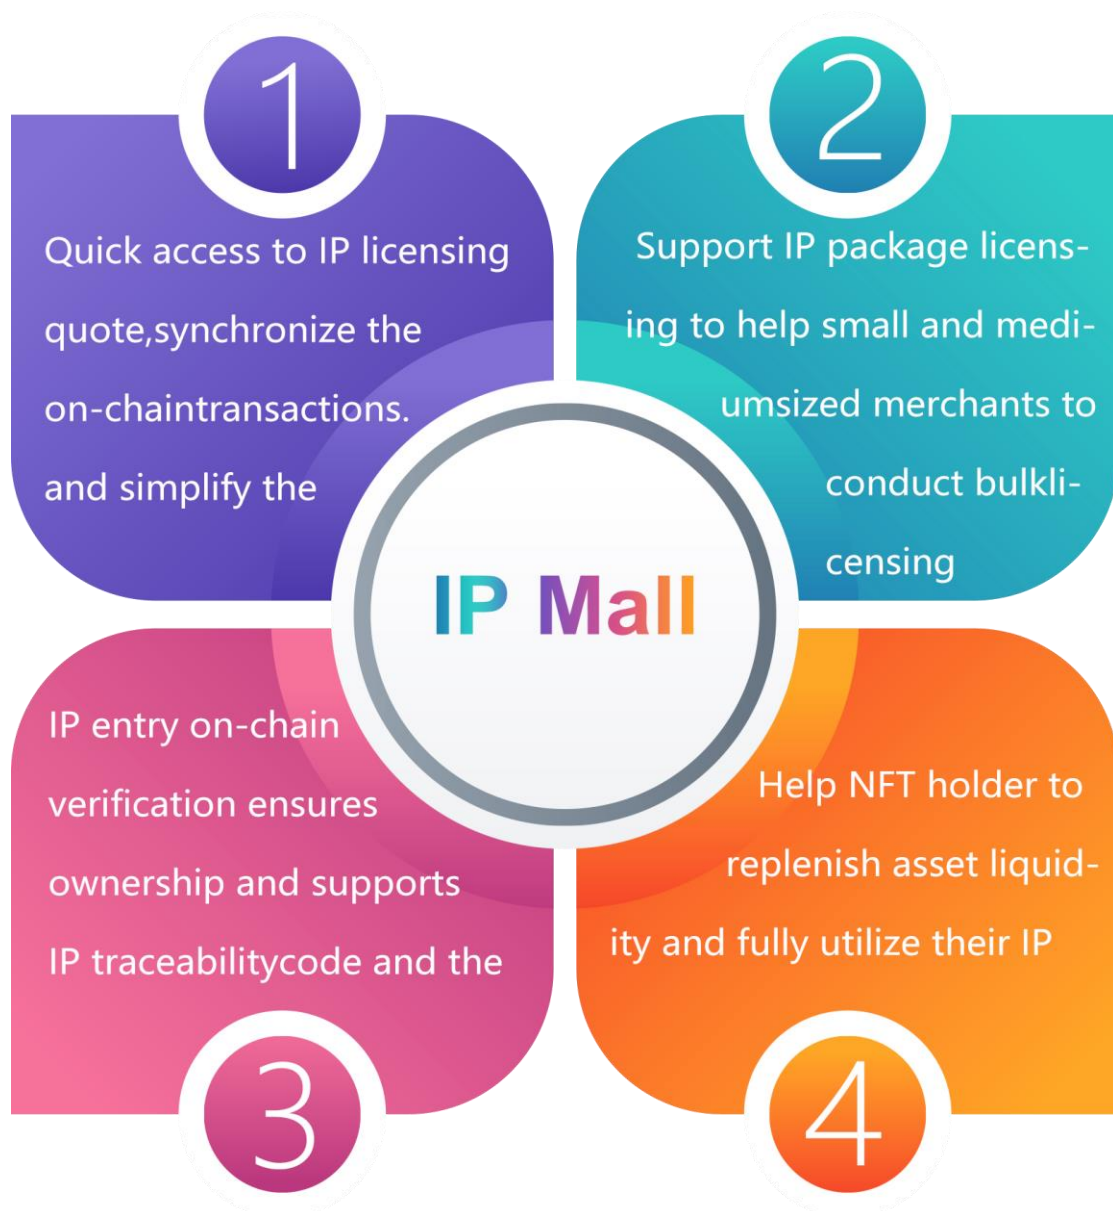 1
Quick access to IP licensing
quote,synchronize the
on-chaintransactions.
and simplify the
2
Support IP package licens-
ing to help small and medi-
umsized merchants to
conduct bulkli-
censing
IP Mall
IP entry on-chain
verification ensures
ownership and supports
IP traceabilitycode and the
3
Help NFT holder to
replenish asset liquid-
ity and fully utilize their IP
4